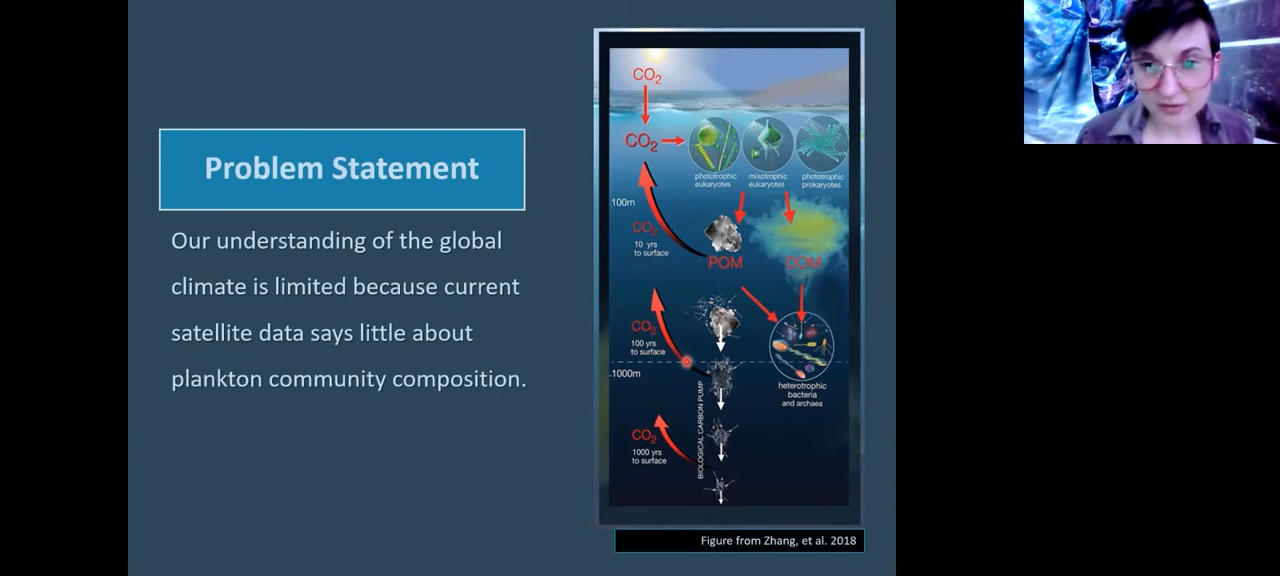 Problem Statement
Our understanding of the global
climate is limited because current
satellite data says little about
plankton community composition.
CO2
CO2
phototrophic
eukaryotes
mixotrophic
eukaryotes
phototrophic
prokaryotes
100m
CO2
10 yrs
to surface
POM
DOM
CO2
100 yrs
to surface
1000m
heterotrophic
bacteria
and archaea
BIOLOGICAL CARBON PUMP
CO2
1000 yrs
to surface
Figure from Zhang, et al. 2018